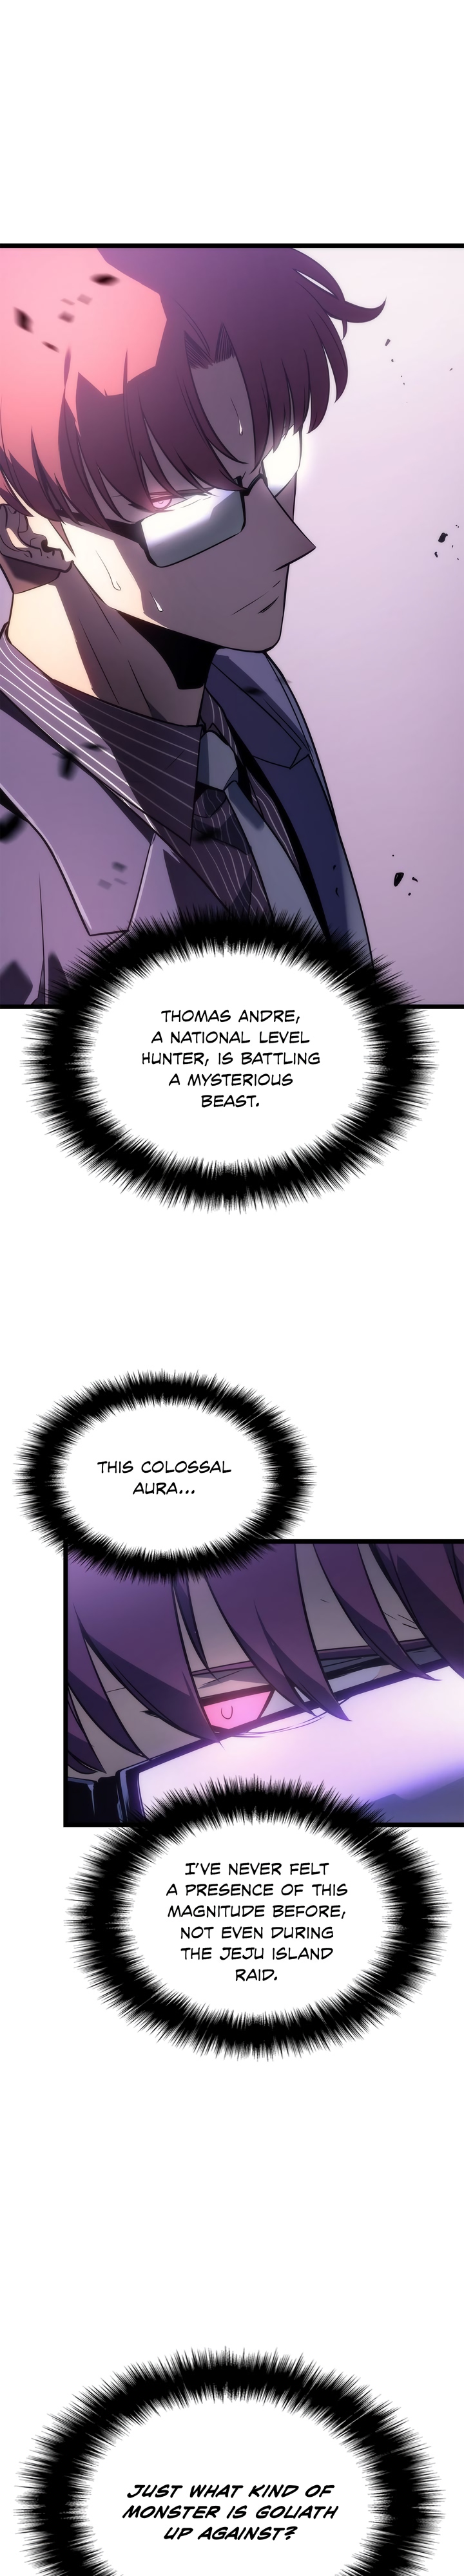 THOMAS ANDRE,
A NATIONAL LEVEL
HUNTER, IS BATTLING
A MYSTERIOUS
BEAST.
THIS COLOSSAL
AURA...
I'VE NEVER FELT
A PRESENCE OF THIS
MAGNITUDE BEFORE,
NOT EVEN DURING
THE JEJU ISLAND
RAID.
JUST WHAT KIND OF
MONSTER IS GOLIATH
UP AGAINST?